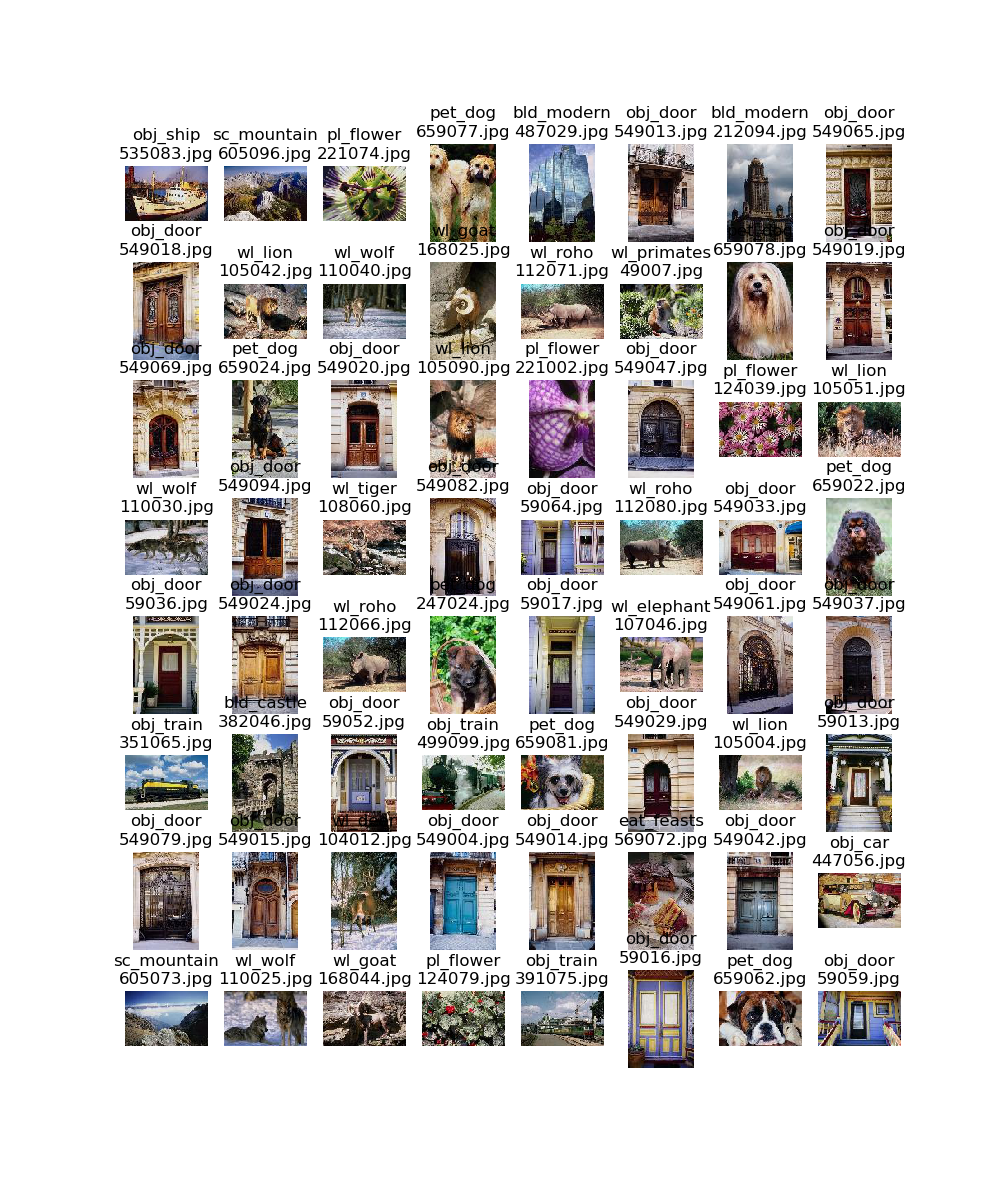 obj_ship
535083.jpg
sc_mountain
605096.jpg
pl_flower
221074.jpg
pet_dog
659077.jpg
bld_modern
487029.jpg
obj_door
549013.jpg
bld_modern
212094.jpg
obj_door
549065.jpg
obj_door
549018.jpg
wl_lion
105042.jpg
wl_wolf
110040.jpg
wl_goat
168025.jpg
wl_roho
112071.jpg
wl_primates
49007.jpg
pet_dog
659078.jpg
obj_door
549019.jpg
obj_door
549069.jpg
pet_dog
659024.jpg
obj_door
549020.jpg
wl_lion
105090.jpg
pl_flower
221002.jpg
obj_door
549047.jpg
pl_flower
124039.jpg
wl_lion
105051.jpg
wl_wolf
110030.jpg
obj_door
549094.jpg
wl_tiger
108060.jpg
obj_door
549082.jpg
obj_door
59064.jpg
wl_roho
112080.jpg
obj_door
549033.jpg
pet_dog
659022.jpg
obj_door
59036.jpg
obj_door
549024.jpg
wl_roho
112066.jpg
pet_dog
247024.jpg
obj_door
59017.jpg
wl_elephant
107046.jpg
obj_door
549061.jpg
obj_door
549037.jpg
obj_train
351065.jpg
bld_castle
382046.jpg
obj_door
59052.jpg
obj_train
499099.jpg
pet_dog
659081.jpg
obj_door
549029.jpg
wl_lion
105004.jpg
obj_door
59013.jpg
obj_door
549079.jpg
obj_door
549015.jpg
104012.jpg
obj_door
549004.jpg
obj_door
549014.jpg
eat_feasts
569072.jpg
obj_door
549042.jpg
obj_car
447056.jpg
sc_mountain
605073.jpg
wl_wolf
110025.jpg
wl_goat
168044.jpg
pl_flower
124079.jpg
obj_train
391075.jpg
obj_door
59016.jpg
pet_dog
659062.jpg
obj_door
59059.jpg